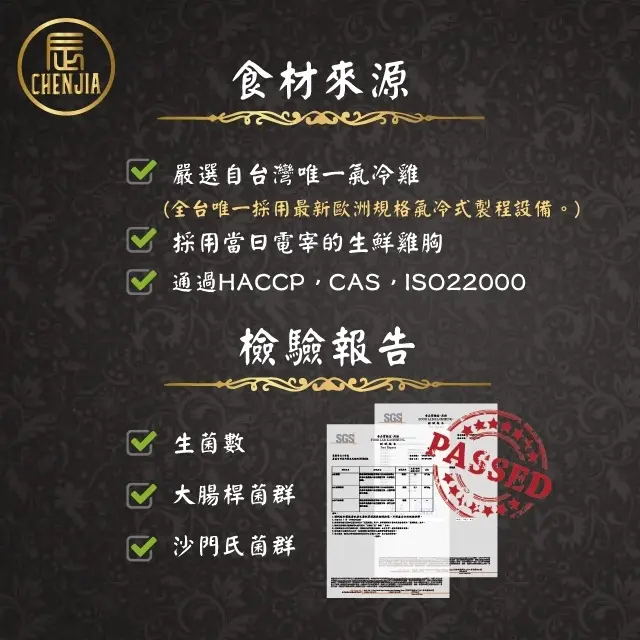 辰
CHENJIA
食材來源
嚴選自台灣唯一氣冷雞
(全台唯一採用最新歐洲規格氣冷式製程設備。)
採用當日電宰的生鮮雞胸
通過HACCP，CAS，ISO22000
檢驗報告
生菌數
大腸桿菌群
沙門氏菌群
SGS
SGS
PASSED